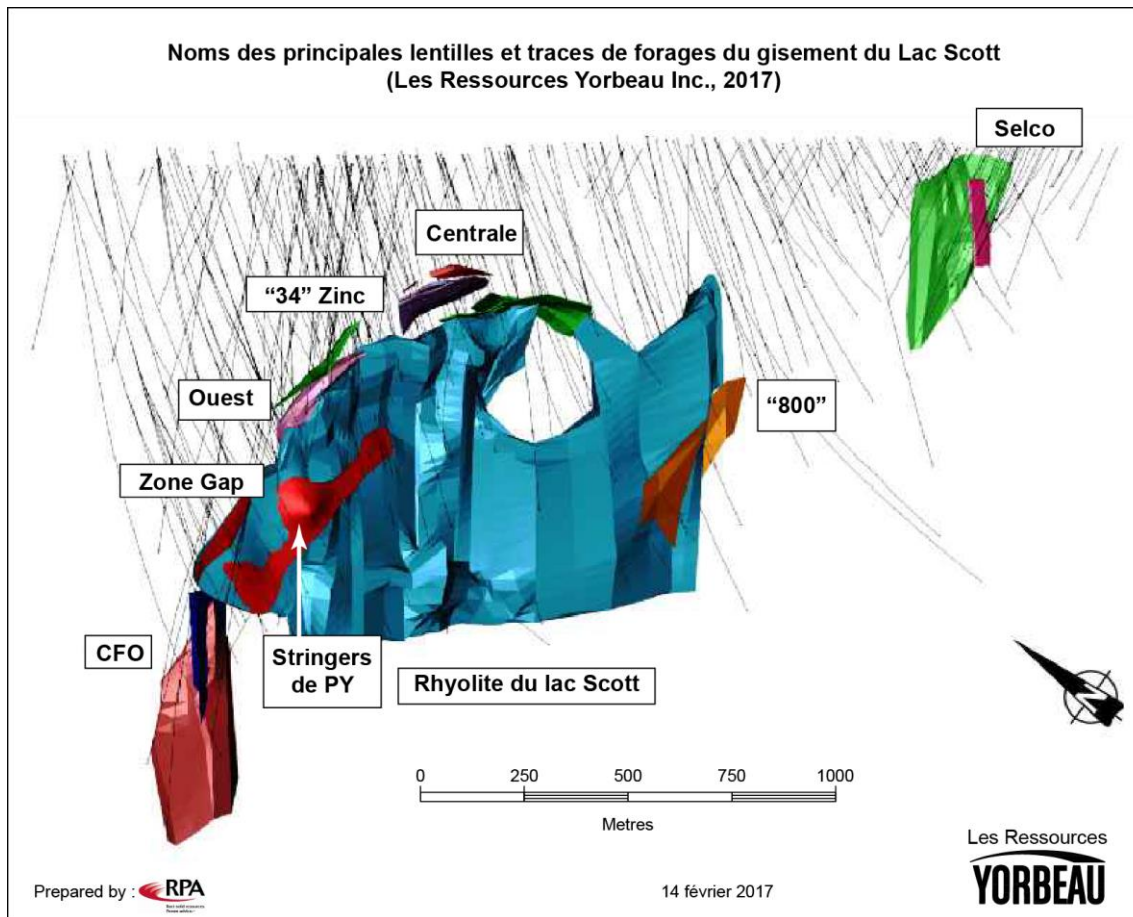 Noms des principales lentilles et traces de forages du gisement du Lac Scott
(Les Ressources Yorbeau Inc., 2017)
Selco
Centrale
“34” Zinc
Ouest
“800”
Zone Gap
CFO
Stringers
de PY
Rhyolite du lac Scott
N
0 250 500 750 1000
Metres
Prepared by : RPA
14 février 2017
Les Ressources
YORBEAU